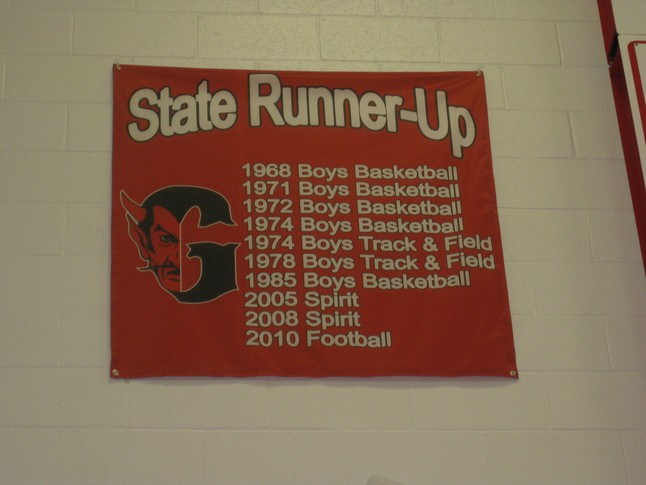 State Runner-Up
1968 Boys Basketball
1971 Boys Basketball
1972 Boys Basketball
1974 Boys Basketball
1974 Boys Track & Field
1978 Boys Track & Field
1985 Boys Basketball
2005 Spirit
2008 Spirit
2010 Football
G